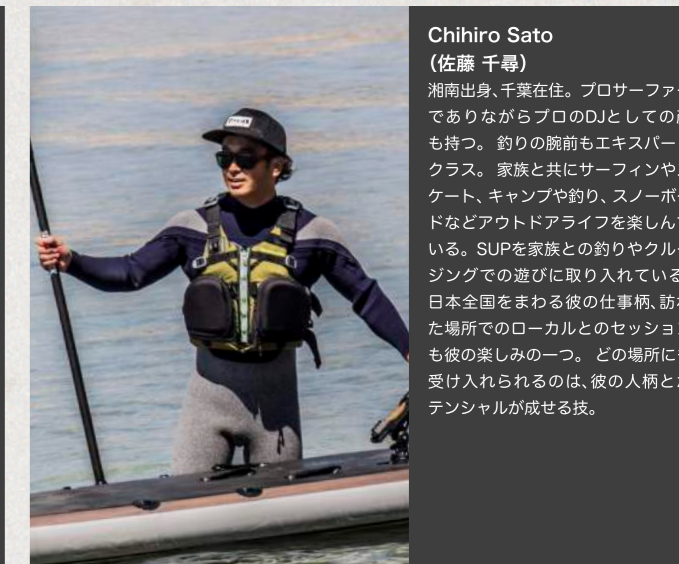 Chihiro Sato
（佐藤 千尋）
湘南出身、千葉在住。プロサーファ
でありながらプロのDJとしての
も持つ。 釣りの腕前もエキスパー
クラス。 家族と共にサーフィンや
ケート、キャンプや釣り、スノーボ
ドなどアウトドアライフを楽しん
いる。SUPを家族との釣りやクル
ジングでの遊びに取り入れている
日本全国をまわる彼の仕事柄、訪
た場所でのローカルとのセッショ
も彼の楽しみの一つ。 どの場所に
受け入れられるのは、彼の人柄と
テンシャルが成せる技。